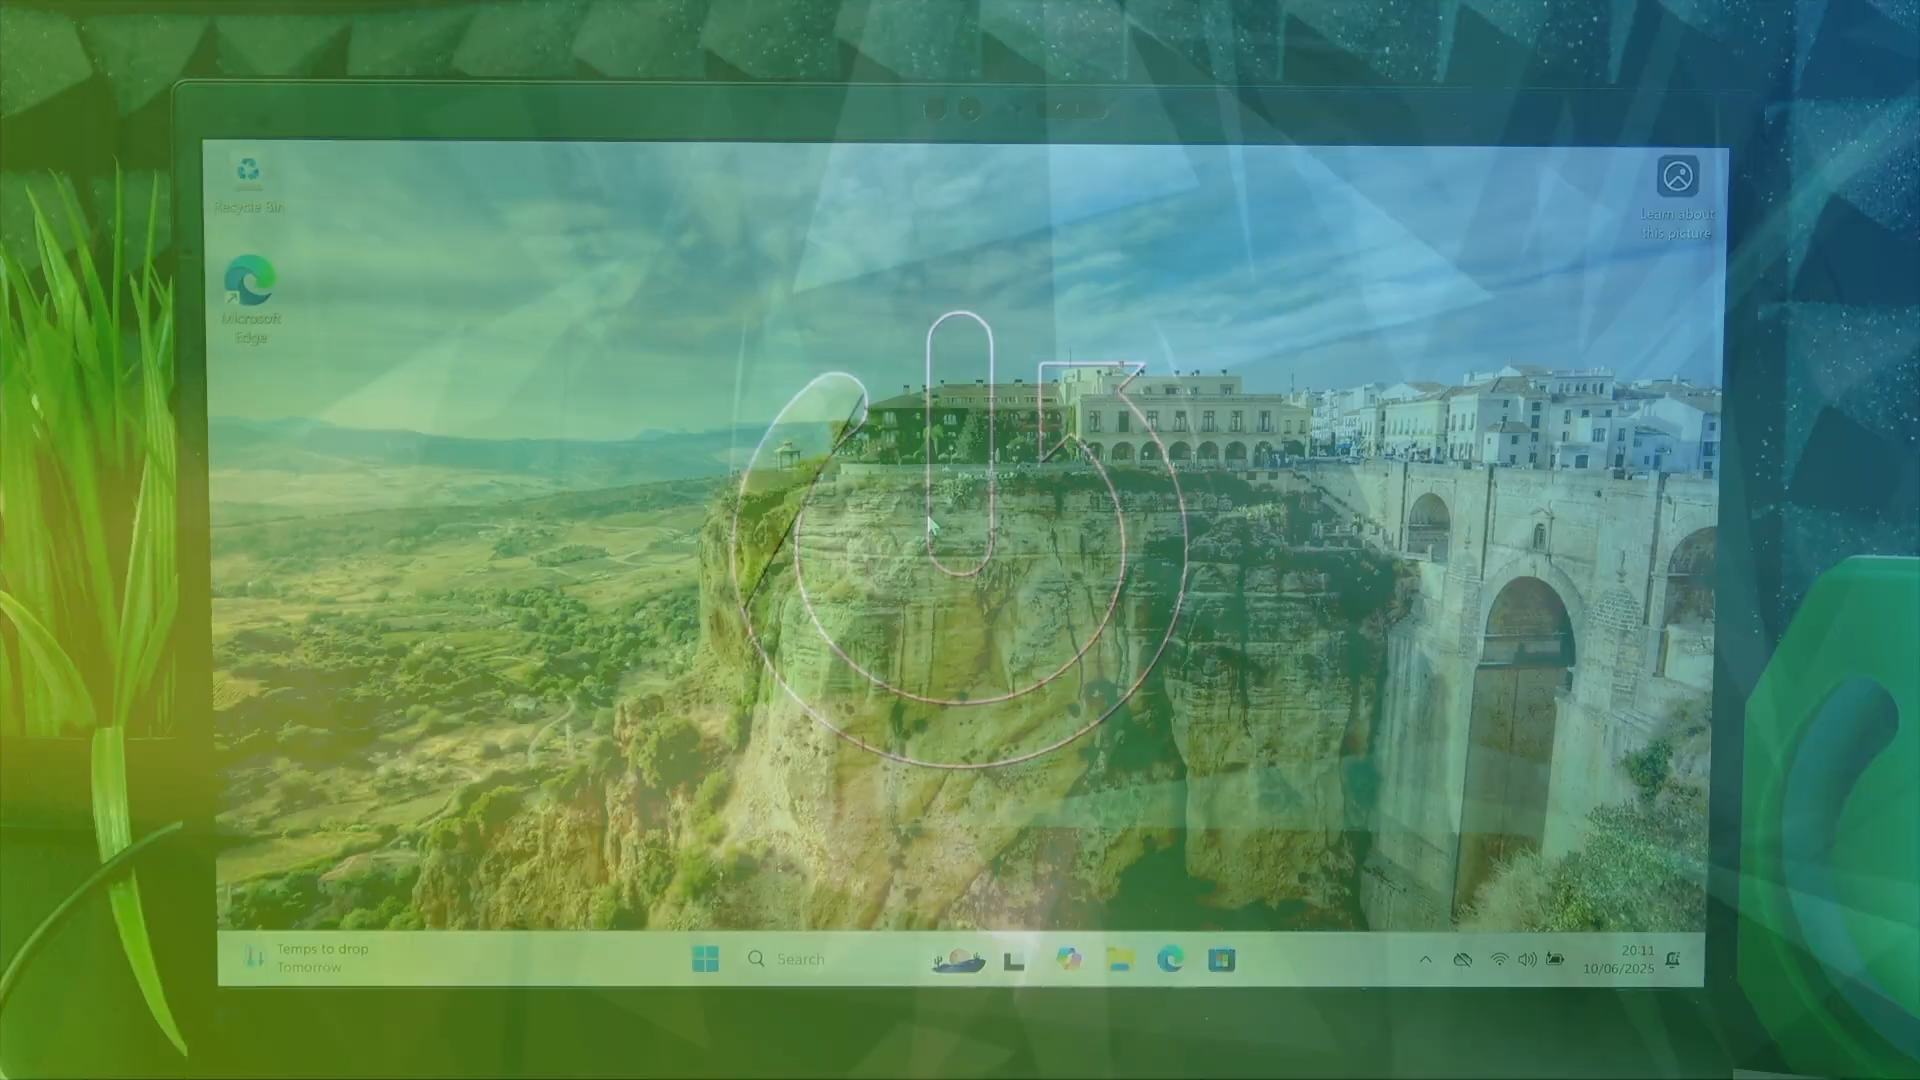 Recycle Bin
Learn about
this picture
Microsoft
Edge
Temps to drop
Tomorrow
Search
20:11
10/06/2025